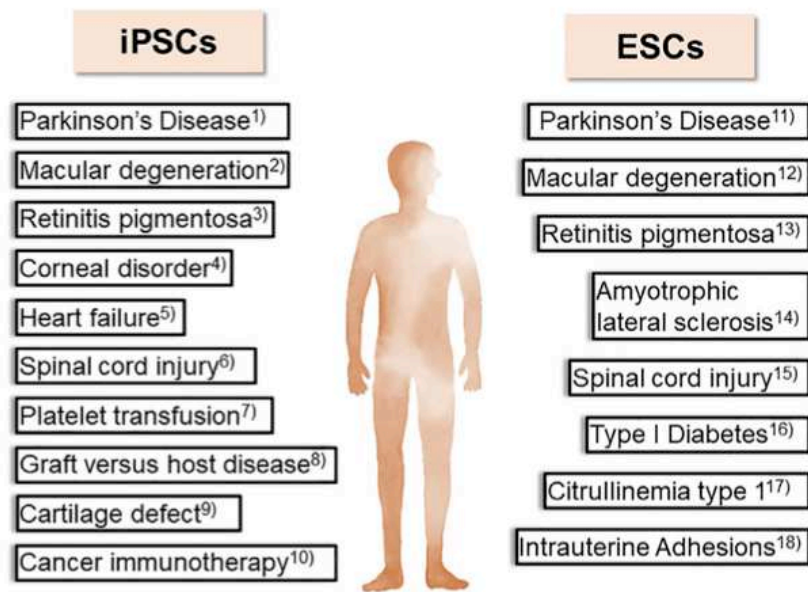 iPSCs
Parkinson's Disease1)
Macular degeneration2)
Retinitis pigmentosa3)
Corneal disorder4)
Heart failure5)
Spinal cord injury6)
Platelet transfusion7)
Graft versus host disease8)
Cartilage defect9)
Cancer immunotherapy10)
ESCs
Parkinson's Disease11)
Macular degeneration12)
Retinitis pigmentosa13)
Amyotrophic
lateral sclerosis14)
Spinal cord injury15)
Type I Diabetes16)
Citrullinemia type 117)
Intrauterine Adhesions18)